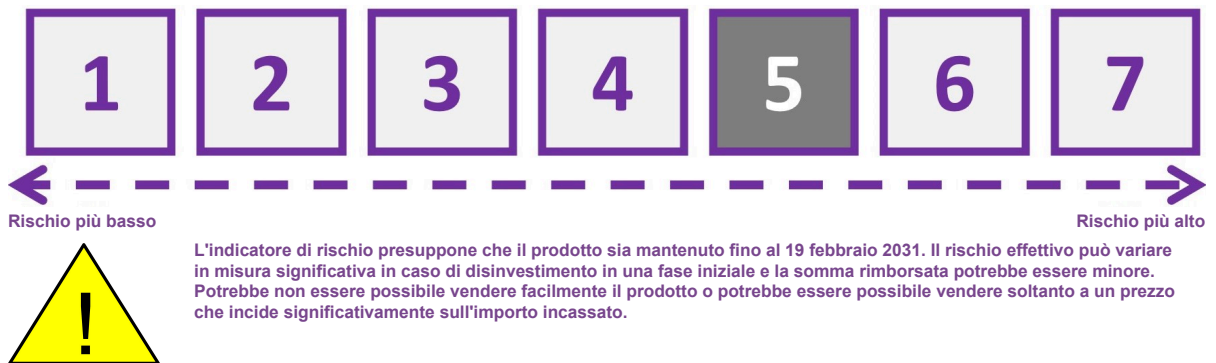 1 2 3 4 5 6 7
Rischio più basso Rischio più alto
L'indicatore di rischio presuppone che il prodotto sia mantenuto fino al 19 febbraio 2031. Il rischio effettivo può variare
in misura significativa in caso di disinvestimento in una fase iniziale e la somma rimborsata potrebbe essere minore.
Potrebbe non essere possibile vendere facilmente il prodotto o potrebbe essere possibile vendere soltanto a un prezzo
che incide significativamente sull'importo incassato.
!